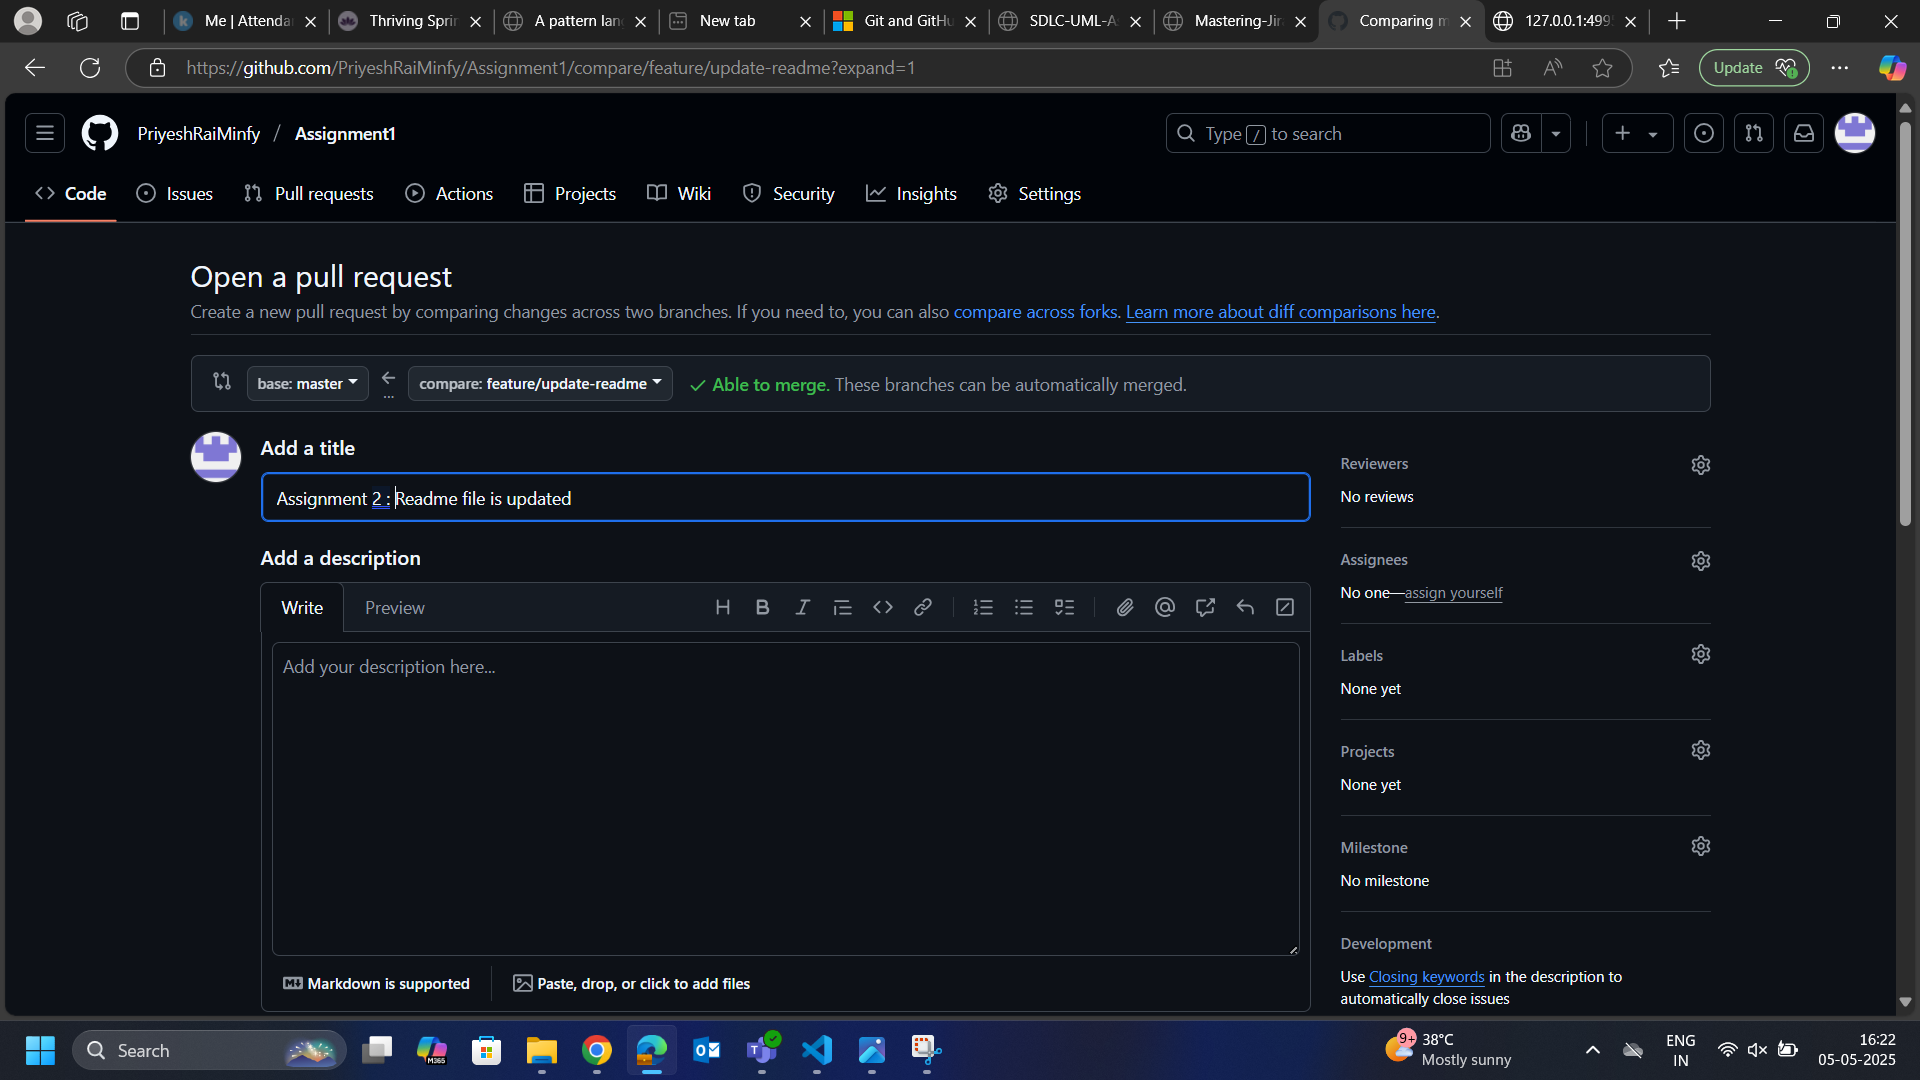 Me | Attendan
Thriving Sprin
A pattern lang
New tab
Git and GitHu
SDLC-UML-A
Mastering-Jira
Comparing m
127.0.0.1:499
https://github.com/PriyeshRaiMinfy/Assignment1/compare/feature/update-readme?expand=1
Update
PriyeshRaiMinfy / Assignment1
Type / to search
Code
Issues
Pull requests
Actions
Projects
Wiki
Security
Insights
Settings
Open a pull request
Create a new pull request by comparing changes across two branches. If you need to, you can also compare across forks. Learn more about diff comparisons here.
base: master
compare: feature/update-readme
Able to merge. These branches can be automatically merged.
Add a title
Assignment 2 : Readme file is updated
Add a description
Write
Preview
Add your description here...
Markdown is supported
Paste, drop, or click to add files
Reviewers
No reviews
Assignees
No one—assign yourself
Labels
None yet
Projects
None yet
Milestone
No milestone
Development
Use Closing keywords in the description to
automatically close issues
Search
M365
9+
38°C
Mostly sunny
ENG
IN
16:22
05-05-2025